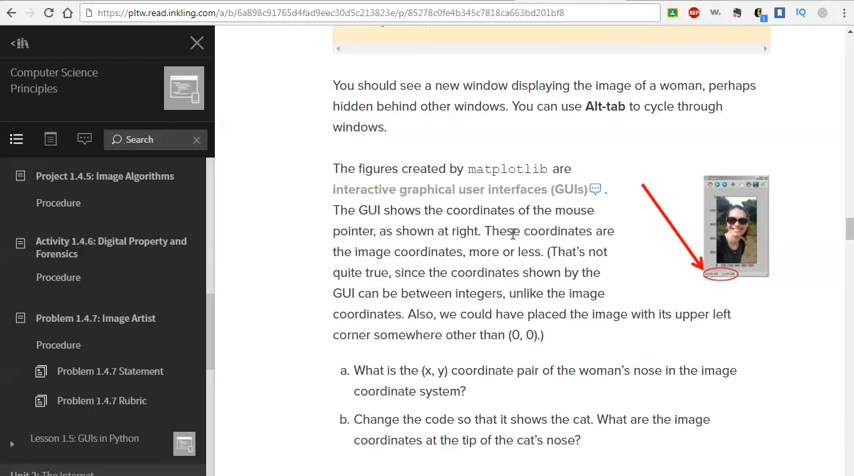 https://pltw.read.inkling.com/a/b/6a898c91765d4fad9eec30d5c213823e/p/85278c0fe4b345c7818ca663bd201bf8
Computer Science
Principles
Search
Project 1.4.5: Image Algorithms
Procedure
Activity 1.4.6: Digital Property and
Forensics
Procedure
Problem 1.4.7: Image Artist
Procedure
Problem 1.4.7 Statement
Problem 1.4.7 Rubric
Lesson 1.5: GUIs in Python
Unit 2: The Internet
You should see a new window displaying the image of a woman, perhaps
hidden behind other windows. You can use Alt-tab to cycle through
windows.
The figures created by matplotlib are
interactive graphical user interfaces (GUIs) .
The GUI shows the coordinates of the mouse
pointer, as shown at right. These coordinates are
the image coordinates, more or less. (That's not
quite true, since the coordinates shown by the
GUI can be between integers, unlike the image
coordinates. Also, we could have placed the image with its upper left
corner somewhere other than (0, 0).)
a. What is the (x, y) coordinate pair of the woman's nose in the image
coordinate system?
b. Change the code so that it shows the cat. What are the image
coordinates at the tip of the cat's nose?